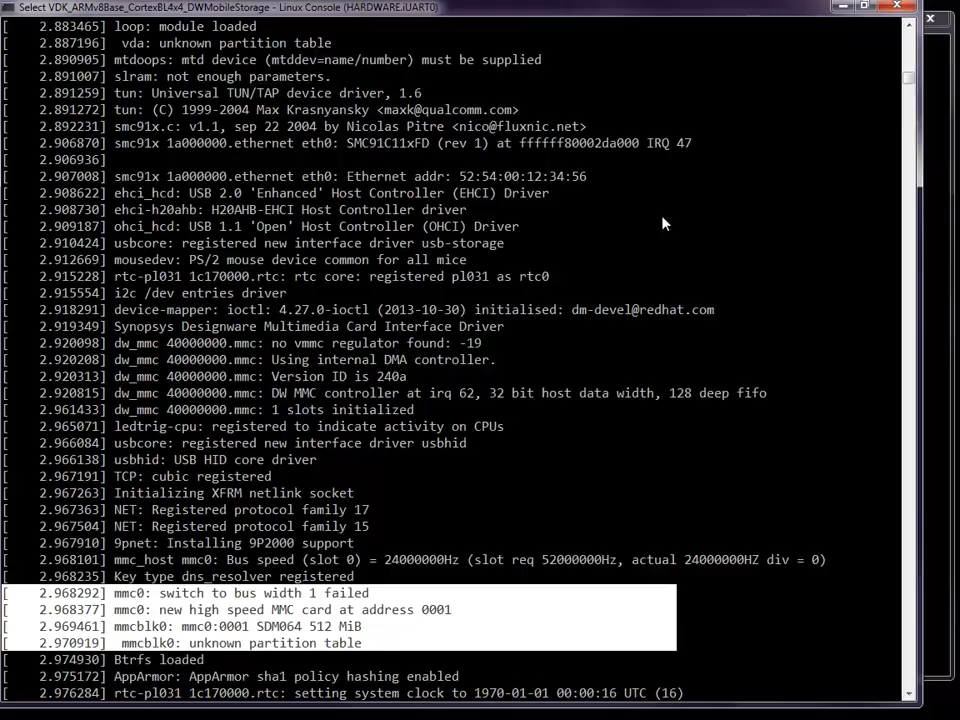 Select VDK_ARMv8Base_CortexBL4x4_DWMobileStorage - Linux Console (HARDWARE.iUART0)
[    2.883465] loop: module loaded
[    2.887196]  vda: unknown partition table
[    2.890905] mtdoops: mtd device (mtddev=name/number) must be supplied
[    2.891007] slram: not enough parameters.
[    2.891259] tun: Universal TUN/TAP device driver, 1.6
[    2.891272] tun: (C) 1999-2004 Max Krasnyansky <maxk@qualcomm.com>
[    2.892231] smc91x.c: v1.1, sep 22 2004 by Nicolas Pitre <nico@fluxnic.net>
[    2.906870] smc91x 1a000000.ethernet eth0: SMC91C11xFD (rev 1) at ffffff80002da000 IRQ 47
[    2.906936]
[    2.907008] smc91x 1a000000.ethernet eth0: Ethernet addr: 52:54:00:12:34:56
[    2.908622] ehci_hcd: USB 2.0 'Enhanced' Host Controller (EHCI) Driver
[    2.908730] ehci-h20ahb: H20AHB-EHCI Host Controller driver
[    2.909187] ohci_hcd: USB 1.1 'Open' Host Controller (OHCI) Driver
[    2.910424] usbcore: registered new interface driver usb-storage
[    2.912669] mousedev: PS/2 mouse device common for all mice
[    2.915228] rtc-pl031 1c170000.rtc: rtc core: registered pl031 as rtc0
[    2.915554] i2c /dev entries driver
[    2.918291] device-mapper: ioctl: 4.27.0-ioctl (2013-10-30) initialised: dm-devel@redhat.com
[    2.919349] Synopsys Designware Multimedia Card Interface Driver
[    2.920098] dw_mmc 40000000.mmc: no vmmc regulator found: -19
[    2.920208] dw_mmc 40000000.mmc: Using internal DMA controller.
[    2.920313] dw_mmc 40000000.mmc: Version ID is 240a
[    2.920815] dw_mmc 40000000.mmc: DW MMC controller at irq 62, 32 bit host data width, 128 deep fifo
[    2.961433] dw_mmc 40000000.mmc: 1 slots initialized
[    2.965071] ledtrig-cpu: registered to indicate activity on CPUs
[    2.966084] usbcore: registered new interface driver usbhid
[    2.966138] usbhid: USB HID core driver
[    2.967191] TCP: cubic registered
[    2.967263] Initializing XFRM netlink socket
[    2.967363] NET: Registered protocol family 17
[    2.967504] NET: Registered protocol family 15
[    2.967910] 9pnet: Installing 9P2000 support
[    2.968101] mmc_host mmc0: Bus speed (slot 0) = 24000000Hz (slot req 52000000Hz, actual 24000000HZ div = 0)
[    2.968235] Key type dns_resolver registered
[    2.968292] mmc0: switch to bus width 1 failed
[    2.968377] mmc0: new high speed MMC card at address 0001
[    2.969461] mmcblk0: mmc0:0001 SDM064 512 MiB
[    2.970919]  mmcblk0: unknown partition table
[    2.974930] Btrfs loaded
[    2.975172] AppArmor: AppArmor sha1 policy hashing enabled
[    2.976284] rtc-pl031 1c170000.rtc: setting system clock to 1970-01-01 00:00:16 UTC (16)